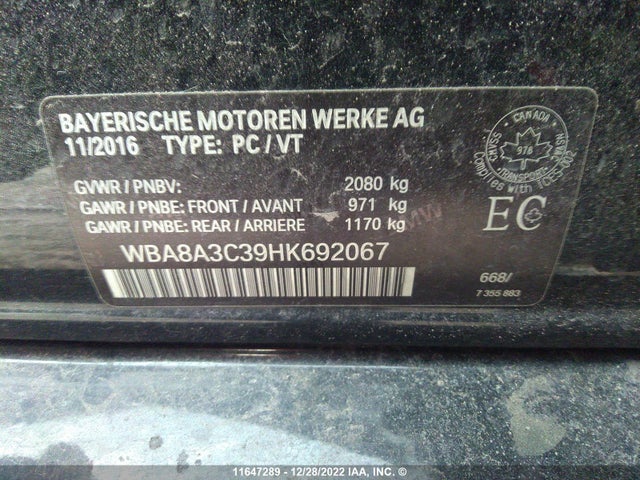 BAYERISCHE MOTOREN WERKE AG
11/2016 TYPE: PC / VT
GVWR / PNBV: 2080 kg
GAWR / PNBE: FRONT / AVANT 971 kg
GAWR / PNBE: REAR / ARRIERE 1170 kg
WBA8A3C39HK692067
CANADA
976
TRANSPORT
EC
668/
7 355 883
11647289 - 12/28/2022 IAA, INC. ©